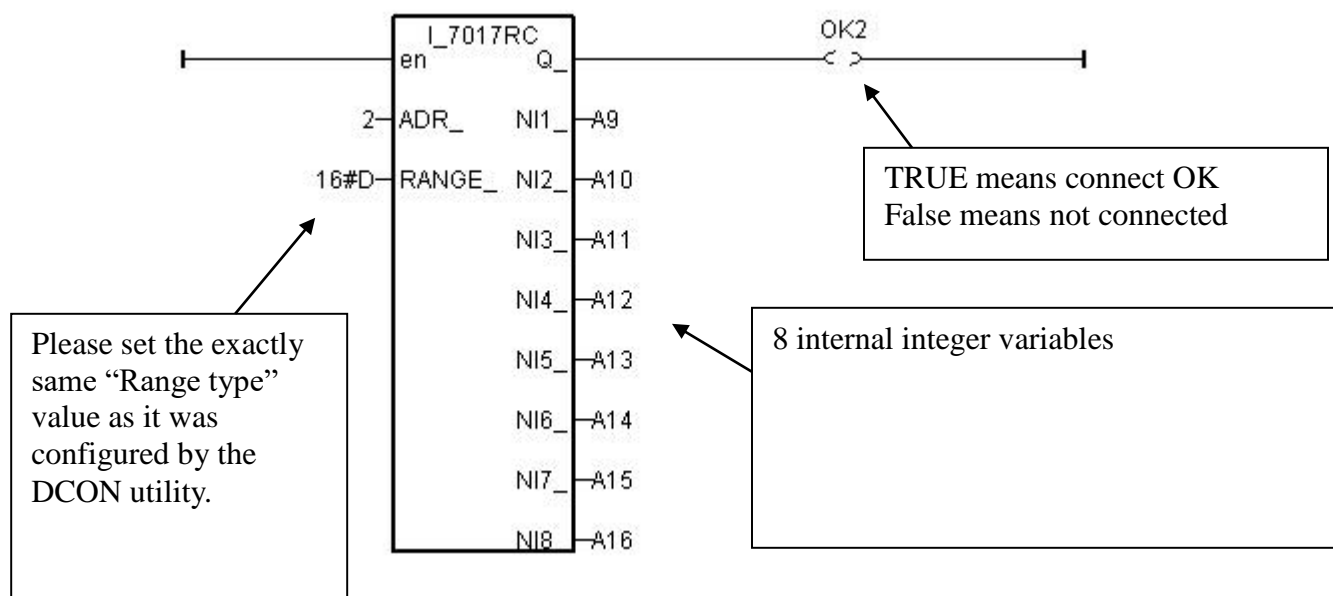 I_7017RC
OK2
en Q_
2 ADR_ NI1_ A9
16#D RANGE_ NI2_ A10
NI3_ A11
NI4_ A12
NI5_ A13
NI6_ A14
NI7_ A15
NI8_ A16
TRUE means connect OK
False means not connected
8 internal integer variables
Please set the exactly
same “Range type”
value as it was
configured by the
DCON utility.